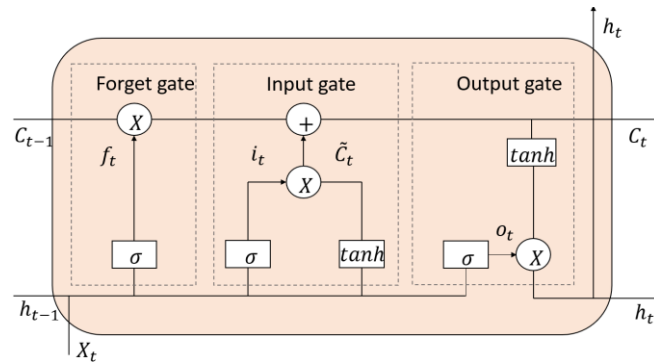 h_t
Forget gate Input gate Output gate
X +
C_{t-1} f_t i_t C̃_t tanh C_t
X
o_t
σ σ tanh σ X
h_{t-1} h_t
X_t